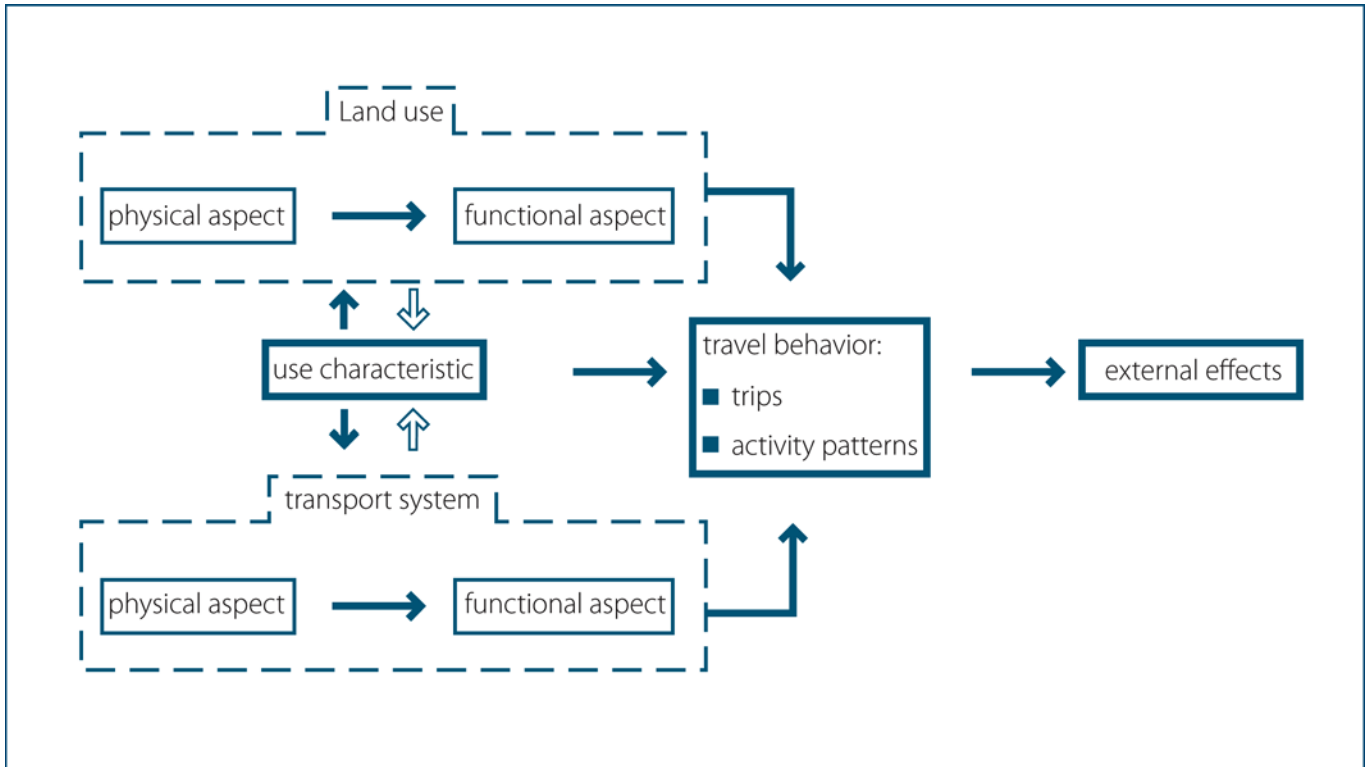 Land use
physical aspect
functional aspect
use characteristic
travel behavior:
trips
activity patterns
external effects
transport system
physical aspect
functional aspect